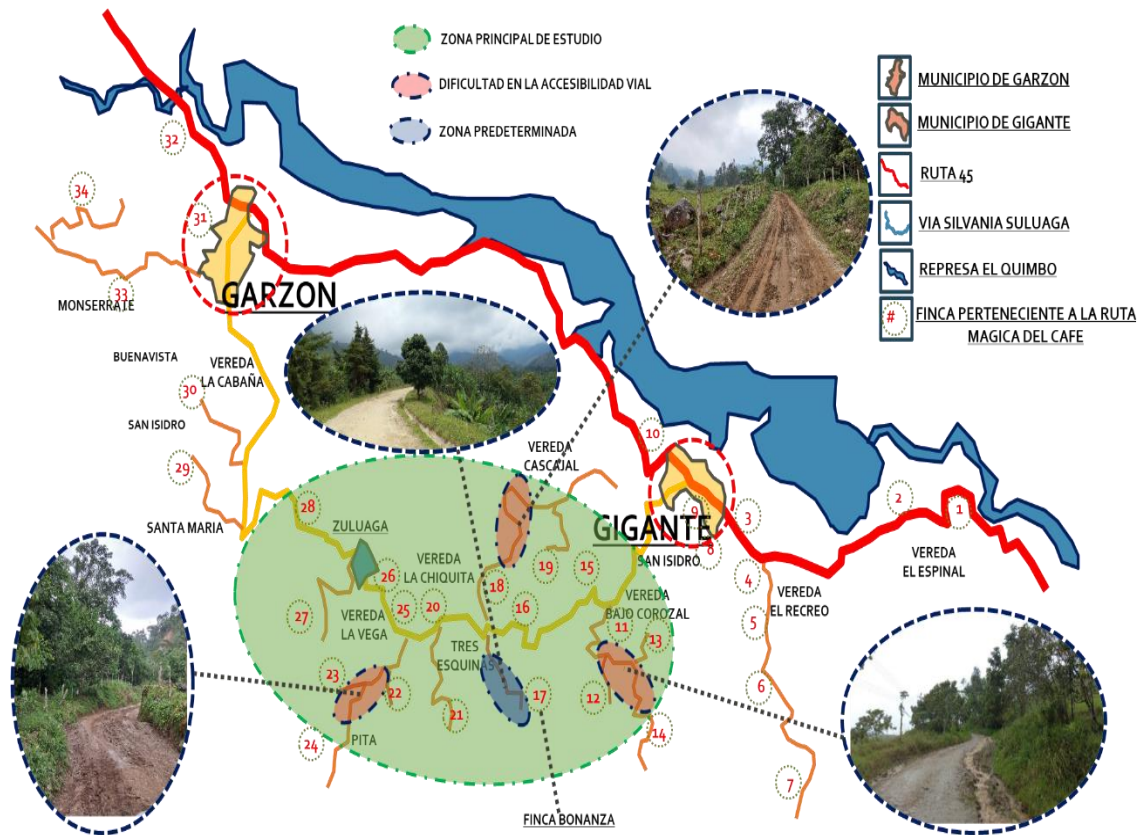 ZONA PRINCIPAL DE ESTUDIO
DIFICULTAD EN LA ACCESIBILIDAD VIAL
ZONA PREDETERMINADA
MUNICIPIO DE GARZON
MUNICIPIO DE GIGANTE
RUTA 45
VIA SILVANIA SULUAGA
REPRESA EL QUIMBO
#
FINCA PERTENECIENTE A LA RUTA
MAGICA DEL CAFE
32
34
31
33
MONSERRATE
GARZON
BUENAVISTA
VEREDA
LA CABAÑA
30
SAN ISIDRO
29
SANTA MARIA
28
ZULUAGA
VEREDA
CASCAJAL
10
9
8
GIGANTE
SAN ISIDRO
3
2
1
VEREDA
EL ESPINAL
4
VEREDA
EL RECREO
5
6
7
26
VEREDA
LA CHIQUITA
18
19
15
27
25
20
16
VEREDA
LA VEGA
TRES
ESQUINAS
VEREDA
BAJO COROZAL
11
13
23
22
21
17
12
14
24
PITA
FINCA BONANZA